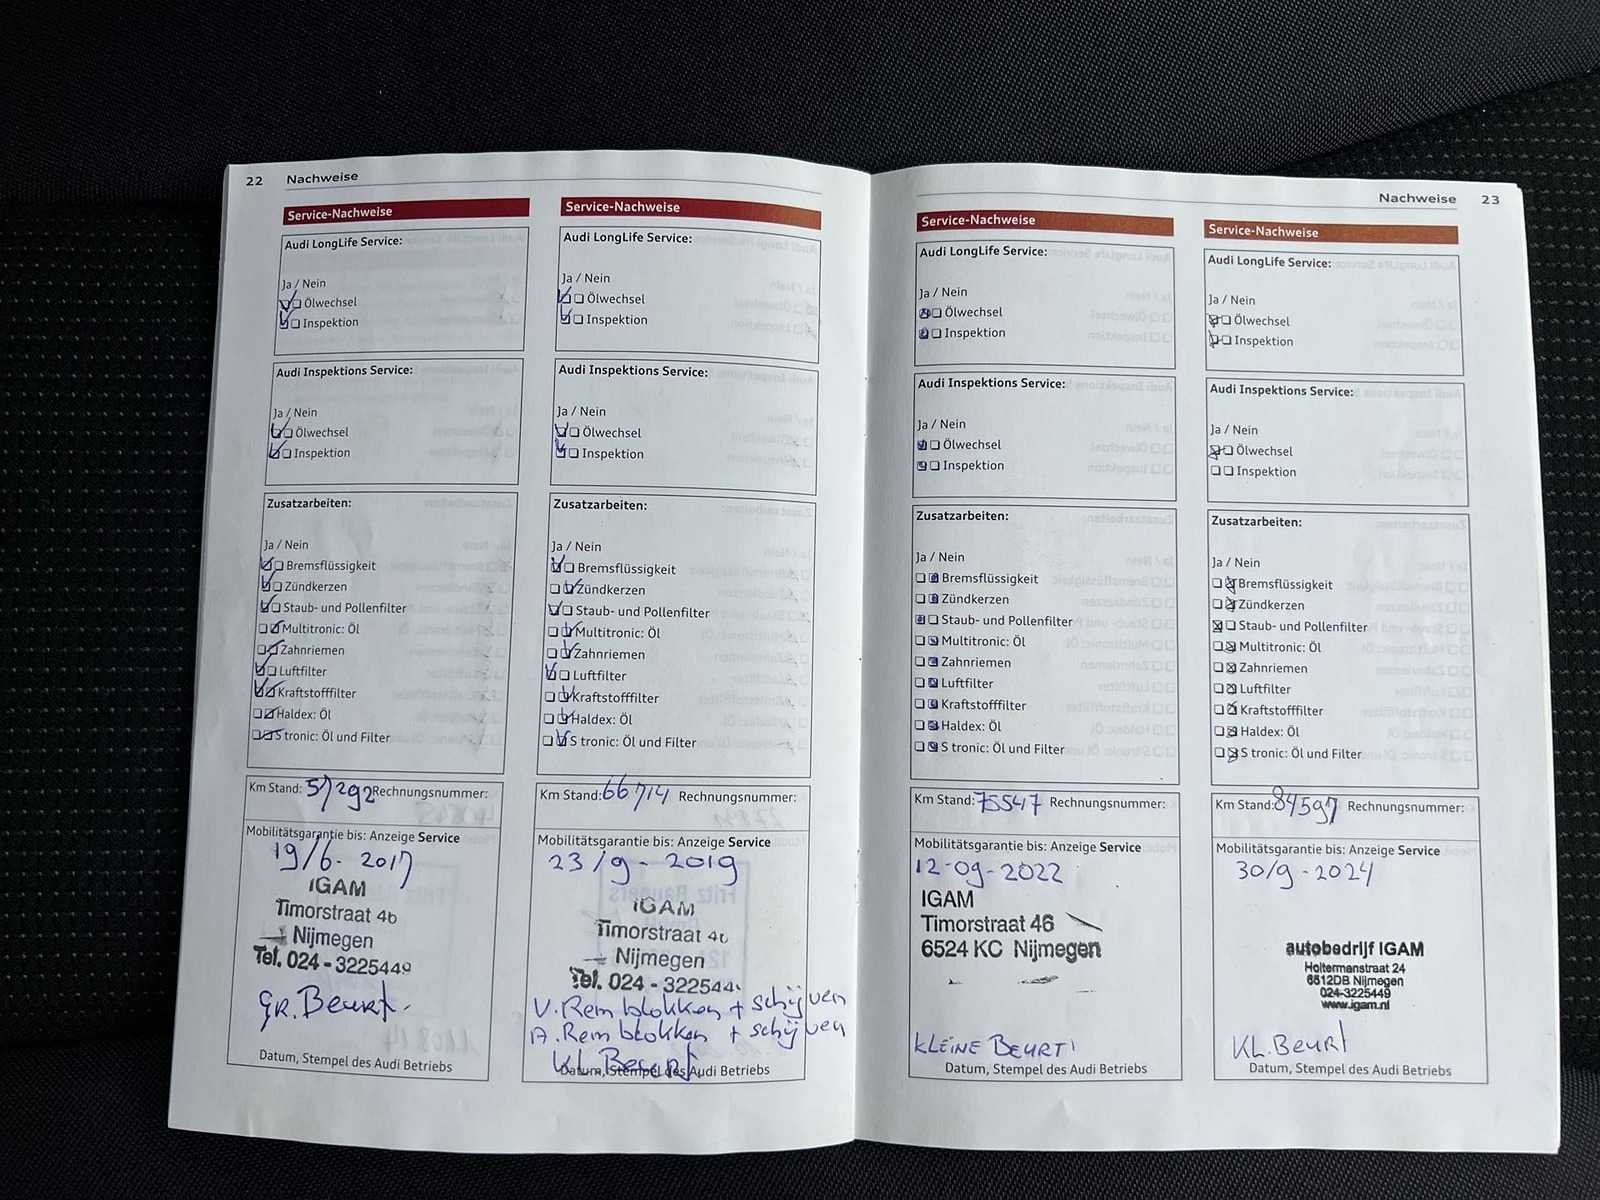 22 Nachweise
Service-Nachweise
Audi LongLife Service:
Ja / Nein
Ölwechsel
Inspektion
Audi Inspektions Service:
Ja / Nein
Ölwechsel
Inspektion
Zusatzarbeiten:
Ja / Nein
Bremsflüssigkeit
Zündkerzen
Staub- und Pollenfilter
Multitronic: Öl
Zahnriemen
Luftfilter
Kraftstofffilter
Haldex: Öl
S tronic: Öl und Filter
Km Stand: 57292 Rechnungsnummer:
Mobilitätsgarantie bis: Anzeige Service
19/6-2017
IGAM
Timorstraat 46
Nijmegen
Tel. 024-3225449
GR. Beurt.
Datum, Stempel des Audi Betriebs
Service-Nachweise
Audi LongLife Service:
Ja / Nein
Ölwechsel
Inspektion
Audi Inspektions Service:
Ja / Nein
Ölwechsel
Inspektion
Zusatzarbeiten:
Ja / Nein
Bremsflüssigkeit
Zündkerzen
Staub- und Pollenfilter
Multitronic: Öl
Zahnriemen
Luftfilter
Kraftstofffilter
Haldex: Öl
S tronic: Öl und Filter
Km Stand: 66714 Rechnungsnummer:
Mobilitätsgarantie bis: Anzeige Service
23/9-2019
IGAM
Timorstraat 46
Nijmegen
Tel. 024-322544
V. Remblokken + schijven
A. Remblokken + schijven
Kl. Beurt.
Datum, Stempel des Audi Betriebs
Nachweise 23
Service-Nachweise
Audi LongLife Service:
Ja / Nein
Ölwechsel
Inspektion
Audi Inspektions Service:
Ja / Nein
Ölwechsel
Inspektion
Zusatzarbeiten:
Ja / Nein
Bremsflüssigkeit
Zündkerzen
Staub- und Pollenfilter
Multitronic: Öl
Zahnriemen
Luftfilter
Kraftstofffilter
Haldex: Öl
S tronic: Öl und Filter
Km Stand: 75547 Rechnungsnummer:
Mobilitätsgarantie bis: Anzeige Service
12-09-2022
IGAM
Timorstraat 46
6524 KC Nijmegen
KLEINE BEURT!
Datum, Stempel des Audi Betriebs
Service-Nachweise
Audi LongLife Service:
Ja / Nein
Ölwechsel
Inspektion
Audi Inspektions Service:
Ja / Nein
Ölwechsel
Inspektion
Zusatzarbeiten:
Ja / Nein
Bremsflüssigkeit
Zündkerzen
Staub- und Pollenfilter
Multitronic: Öl
Zahnriemen
Luftfilter
Kraftstofffilter
Haldex: Öl
S tronic: Öl und Filter
Km Stand: 84597 Rechnungsnummer:
Mobilitätsgarantie bis: Anzeige Service
30/9-2024
autobedrijf IGAM
Holtermanstraat 24
6512DB Nijmegen
024-3225449
www.igam.nl
KL. Beurt
Datum, Stempel des Audi Betriebs